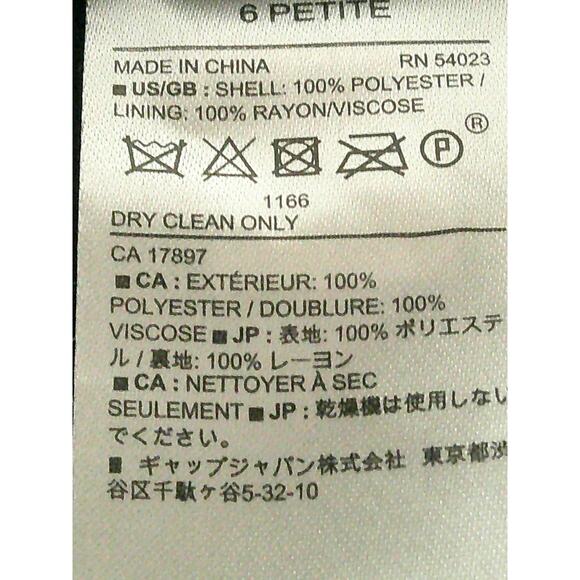 6 PETITE
MADE IN CHINA RN 54023
■ US/GB : SHELL: 100% POLYESTER /
LINING: 100% RAYON/VISCOSE
P ®
1166
DRY CLEAN ONLY
CA 17897
■ CA : EXTÉRIEUR: 100%
POLYESTER / DOUBLURE: 100%
VISCOSE ■ JP : 表地: 100% ポリエステ
ル / 裏地: 100% レーヨン
■ CA : NETTOYER À SEC
SEULEMENT ■ JP : 乾燥機は使用しない
でください。
■ ギャップジャパン株式会社 東京都渋
谷区千駄ヶ谷5-32-10